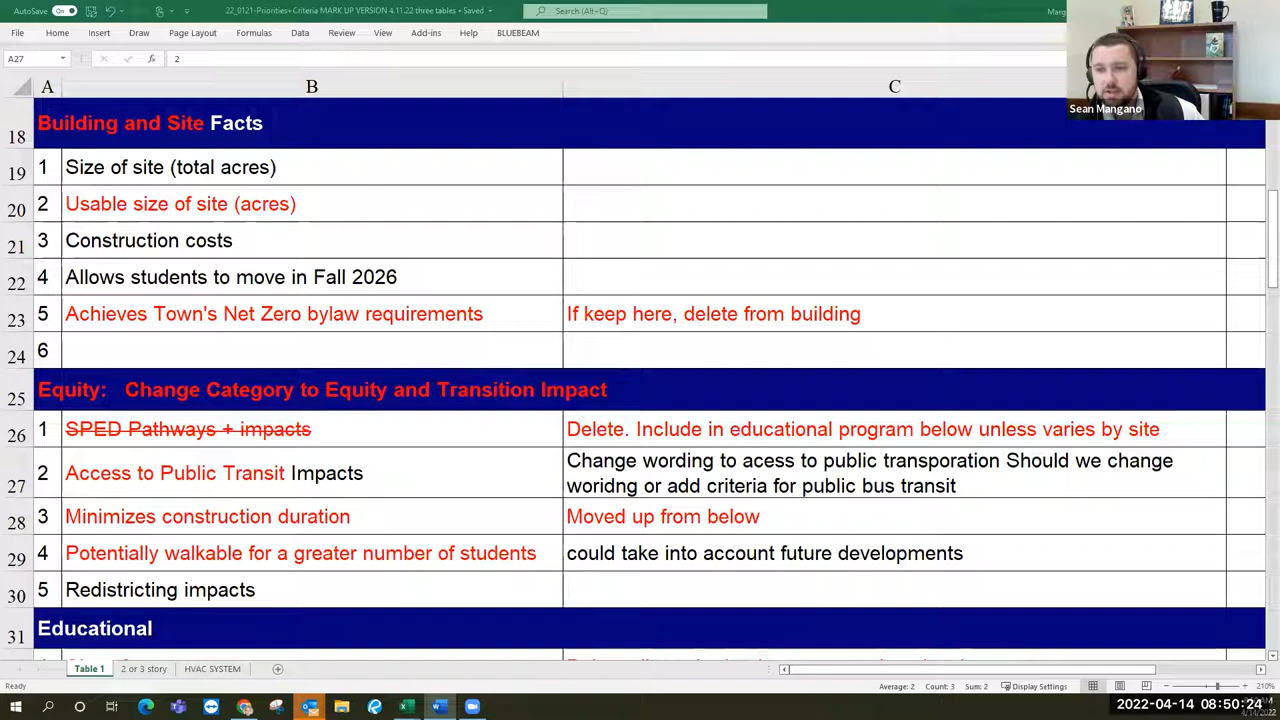 AutoSave On
22_0121-Priorities+Criteria MARK UP VERSION 4.11.22 three tables • Saved
Search (Alt+Q)
File Home Insert Draw Page Layout Formulas Data Review View Add-ins Help BLUEBEAM
A27 fx 2
Sean Mangano
A B C
18 Building and Site Facts
19 1 Size of site (total acres)
20 2 Usable size of site (acres)
21 3 Construction costs
22 4 Allows students to move in Fall 2026
23 5 Achieves Town's Net Zero bylaw requirements If keep here, delete from building
24 6
25 Equity: Change Category to Equity and Transition Impact
26 1 SPED Pathways + impacts Delete. Include in educational program below unless varies by site
27 2 Access to Public Transit Impacts Change wording to acess to public transporation Should we change
woridng or add criteria for public bus transit
28 3 Minimizes construction duration Moved up from below
29 4 Potentially walkable for a greater number of students could take into account future developments
30 5 Redistricting impacts
31 Educational
Table 1 2 or 3 story HVAC SYSTEM
Ready Average: 2 Count: 3 Sum: 2 Display Settings 210%
2022-04-14 08:50:24